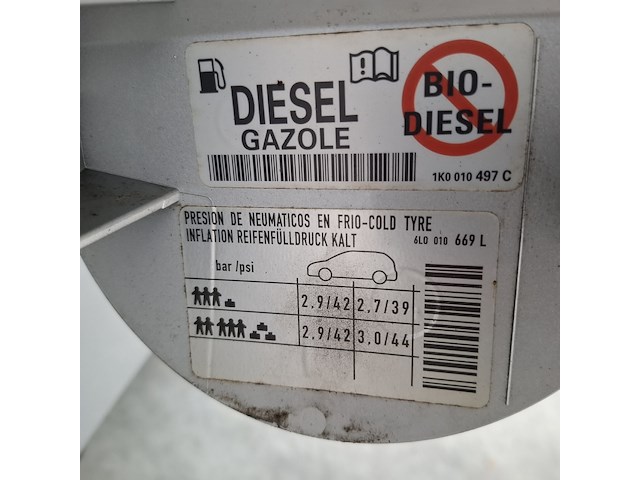 DIESEL
GAZOLE
BIO-
DIESEL
1K0 010 497 C
PRESION DE NEUMATICOS EN FRIO-COLD TYRE
INFLATION REIFENFÜLLDRUCK KALT
6L0 010 669 L
bar/psi
2,9/42 2,7/39
2,9/42 3,0/44